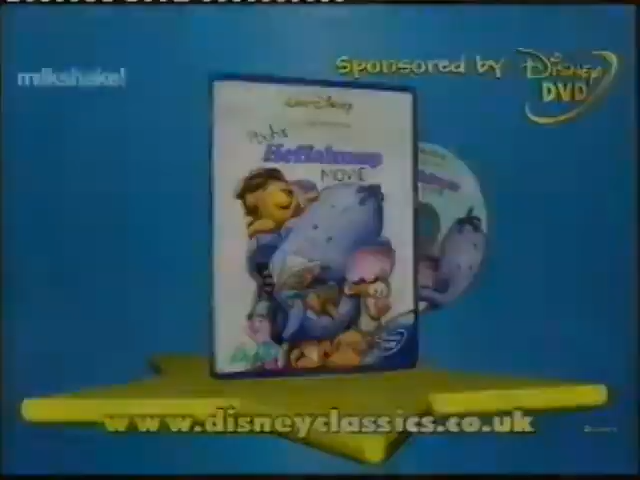 milkshake!
Sponsored by Disney DVD
Walt Disney
Pooh's
Heffalump
MOVIE
www.disneyclassics.co.uk